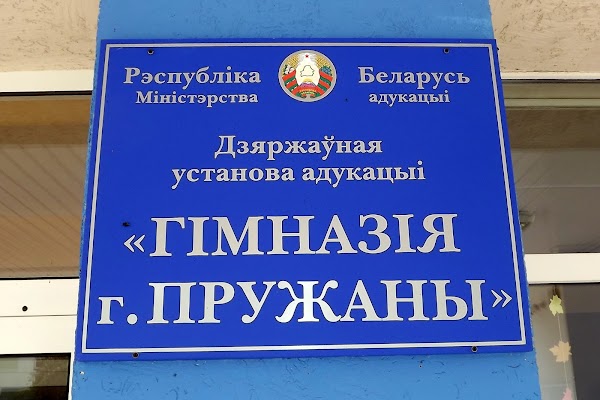 Рэспубліка Беларусь
Міністэрства адукацыі
Дзяржаўная
установа адукацыі
«ГІМНАЗІЯ
г. ПРУЖАНЫ»